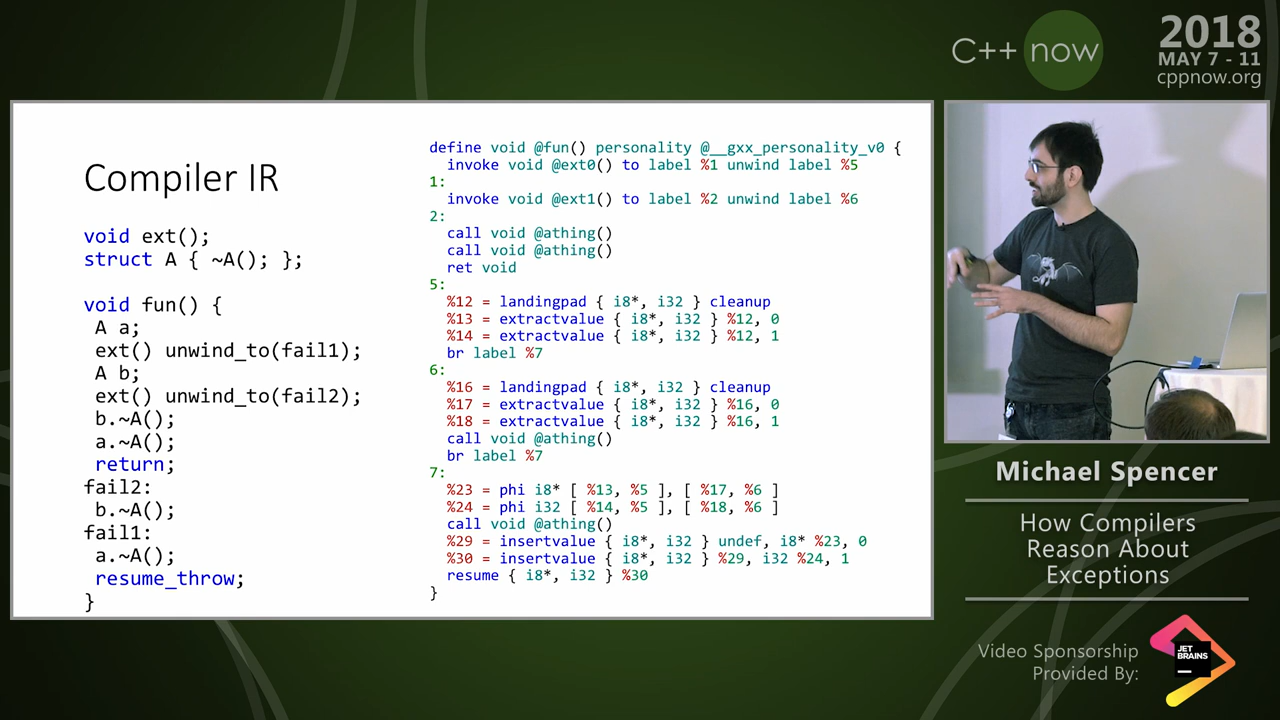 C++ now
2018
MAY 7 - 11
cppnow.org
Compiler IR
void ext();
struct A { ~A(); };
void fun() {
A a;
ext() unwind_to(fail1);
A b;
ext() unwind_to(fail2);
b.~A();
a.~A();
return;
fail2:
b.~A();
fail1:
a.~A();
resume_throw;
}
define void @fun() personality @__gxx_personality_v0 {
invoke void @ext0() to label %1 unwind label %5
1:
invoke void @ext1() to label %2 unwind label %6
2:
call void @athing()
call void @athing()
ret void
5:
%12 = landingpad { i8*, i32 } cleanup
%13 = extractvalue { i8*, i32 } %12, 0
%14 = extractvalue { i8*, i32 } %12, 1
br label %7
6:
%16 = landingpad { i8*, i32 } cleanup
%17 = extractvalue { i8*, i32 } %16, 0
%18 = extractvalue { i8*, i32 } %16, 1
call void @athing()
br label %7
7:
%23 = phi i8* [ %13, %5 ], [ %17, %6 ]
%24 = phi i32 [ %14, %5 ], [ %18, %6 ]
call void @athing()
%29 = insertvalue { i8*, i32 } undef, i8* %23, 0
%30 = insertvalue { i8*, i32 } %29, i32 %24, 1
resume { i8*, i32 } %30
}
Michael Spencer
How Compilers
Reason About
Exceptions
Video Sponsorship
Provided By:
JET
BRAINS